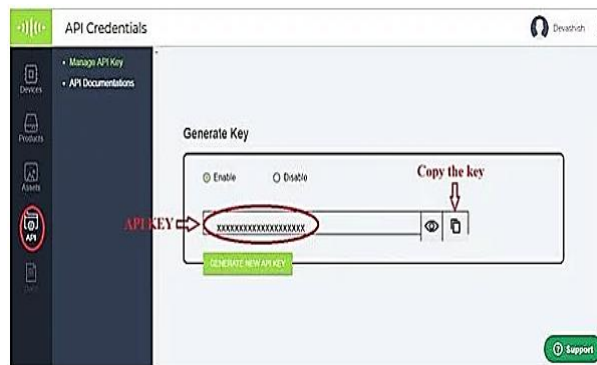 API Credentials
Devashish
Manage API Key
API Documentations
Devices
Products
Assets
API
Docs
Generate Key
Enable
Disable
Copy the key
API KEY
xxxxxxxxxxxxxxxxxxxx
GENERATE NEW API KEY
Support